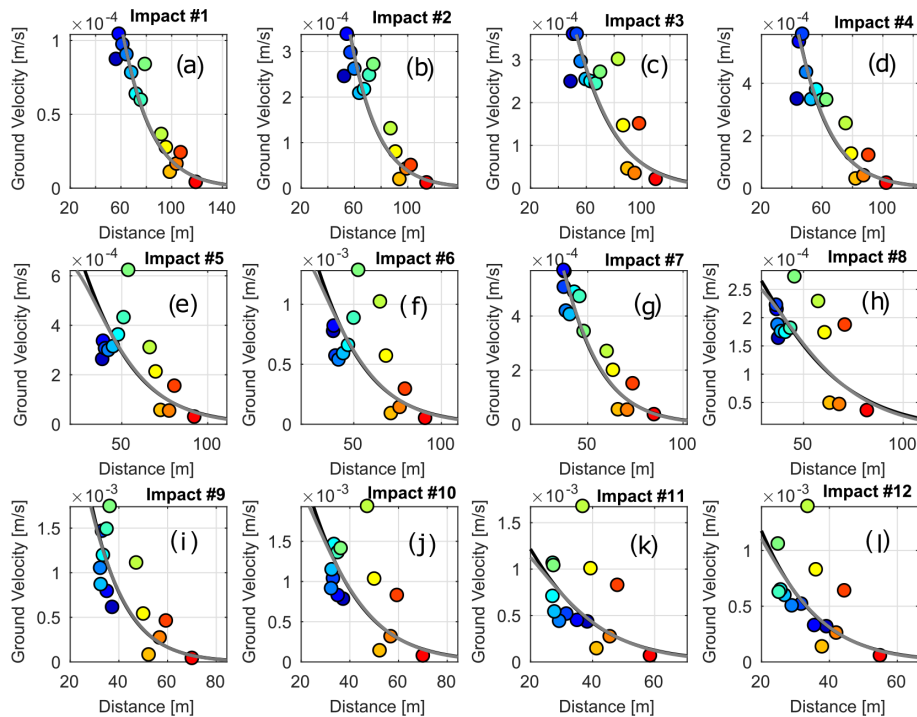 ×10⁻⁴ Impact #1
Ground Velocity [m/s]
1
0.5
0
(a)
20 60 100 140
Distance [m]
×10⁻⁴ Impact #2
Ground Velocity [m/s]
3
2
1
0
(b)
20 60 100
Distance [m]
×10⁻⁴ Impact #3
Ground Velocity [m/s]
3
2
1
0
(c)
20 60 100
Distance [m]
×10⁻⁴ Impact #4
Ground Velocity [m/s]
4
2
0
(d)
20 60 100
Distance [m]
×10⁻⁴ Impact #5
Ground Velocity [m/s]
6
4
2
0
(e)
50 100
Distance [m]
×10⁻³ Impact #6
Ground Velocity [m/s]
1
0.5
0
(f)
50 100
Distance [m]
×10⁻⁴ Impact #7
Ground Velocity [m/s]
4
2
0
(g)
20 60 100
Distance [m]
×10⁻⁴ Impact #8
Ground Velocity [m/s]
2.5
2
1.5
1
0.5
(h)
50 100
Distance [m]
×10⁻³ Impact #9
Ground Velocity [m/s]
1.5
1
0.5
0
(i)
20 40 60 80
Distance [m]
×10⁻³ Impact #10
Ground Velocity [m/s]
1.5
1
0.5
0
(j)
20 40 60 80
Distance [m]
×10⁻³ Impact #11
Ground Velocity [m/s]
1.5
1
0.5
0
(k)
20 40 60
Distance [m]
×10⁻³ Impact #12
Ground Velocity [m/s]
1
0.5
0
(l)
20 40 60
Distance [m]